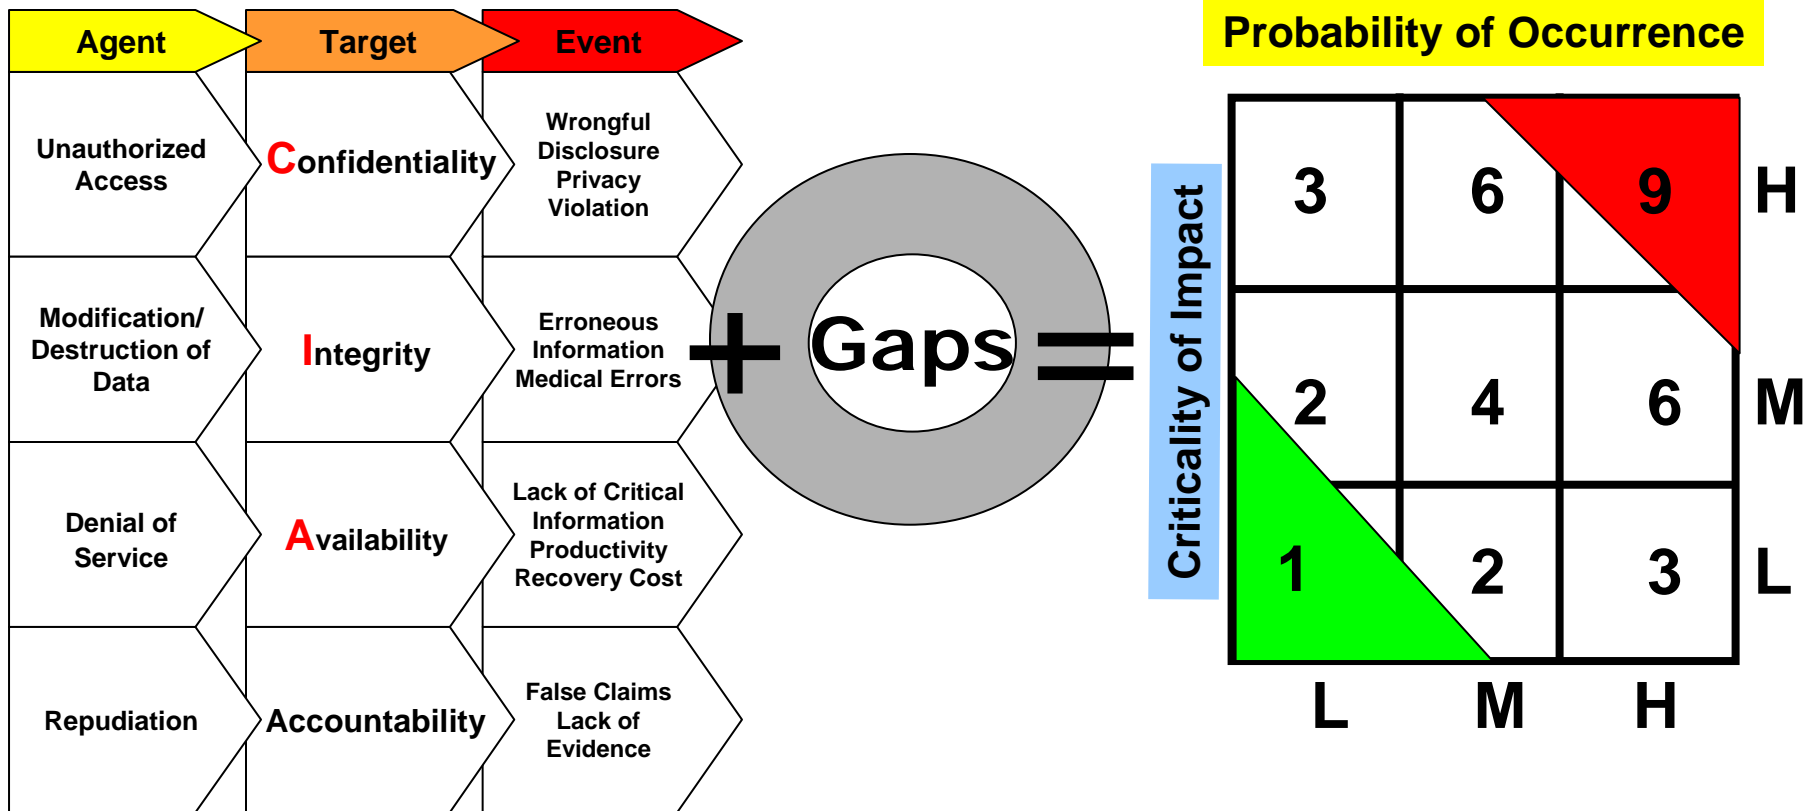 Agent
Target
Event
Unauthorized
Access
Confidentiality
Wrongful
Disclosure
Privacy
Violation
Modification/
Destruction of
Data
Integrity
Erroneous
Information
Medical Errors
Denial of
Service
Availability
Lack of Critical
Information
Productivity
Recovery Cost
Repudiation
Accountability
False Claims
Lack of
Evidence
+ Gaps =
Probability of Occurrence
Criticality of Impact
3 6 9 H
2 4 6 M
1 2 3 L
L M H